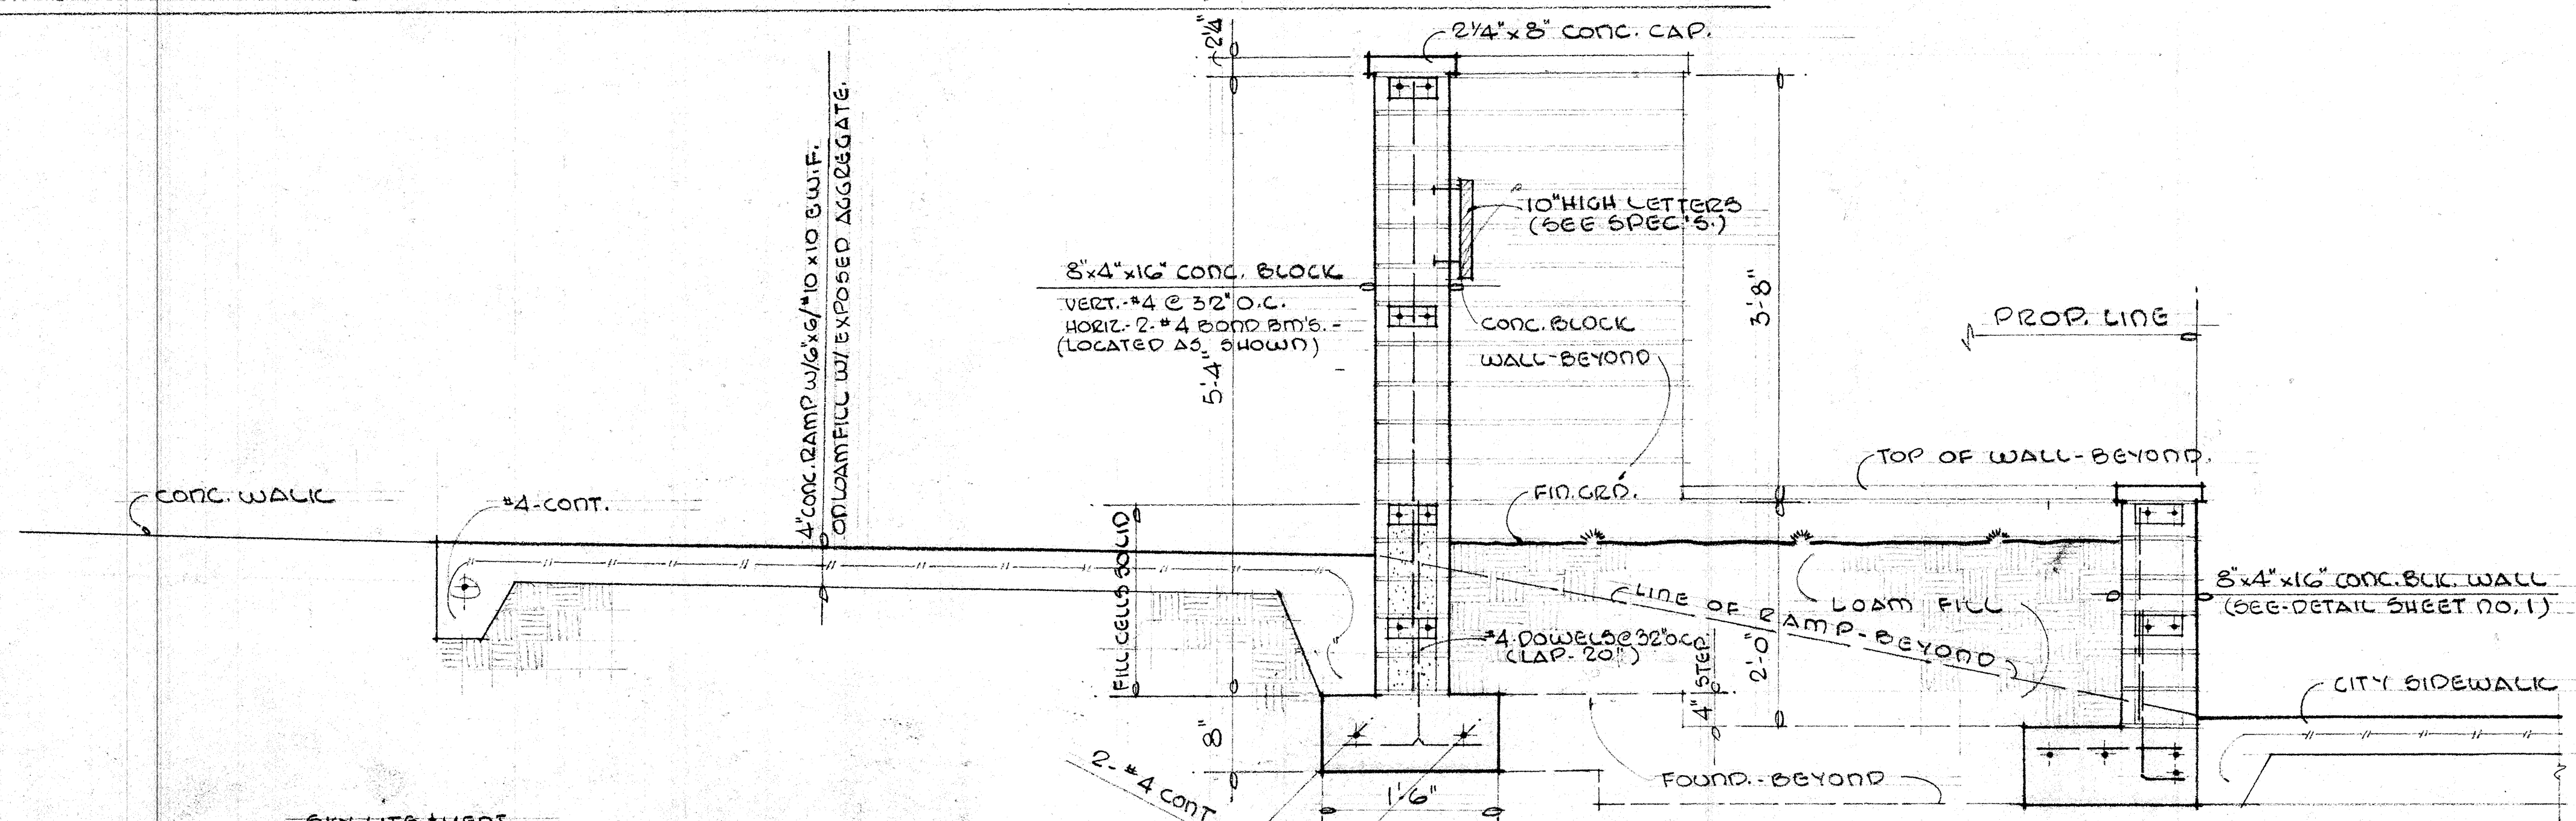 2¼"
2¼"x8" CONC. CAP.
4" CONC. RAMP W/6"x6"/#10x#10 B.W.F.
ON LOAM FILL W/ EXPOSED AGGREGATE.
10" HIGH LETTERS
(SEE SPEC'S.)
8"x4"x16" CONC. BLOCK
VERT.-#4 @ 32" O.C.
HORIZ.-2-#4 BOND BM'S.-
(LOCATED AS SHOWN)
5'-4"
CONC. BLOCK
WALL-BEYOND
3'-8"
PROP. LINE
TOP OF WALL-BEYOND.
CONC. WALK
#4-CONT.
FIN. GRD.
FILL CELLS SOLID
LINE OF RAMP-BEYOND
LOAM FILL
8"x4"x16" CONC. BLK. WALL
(SEE-DETAIL SHEET NO. 1)
#4 DOWELS @ 32" O.C.
(LAP-20")
4" STEP
2'-0"
CITY SIDEWALK
8"
2-#4 CONT
1'-6"
FOUND.-BEYOND